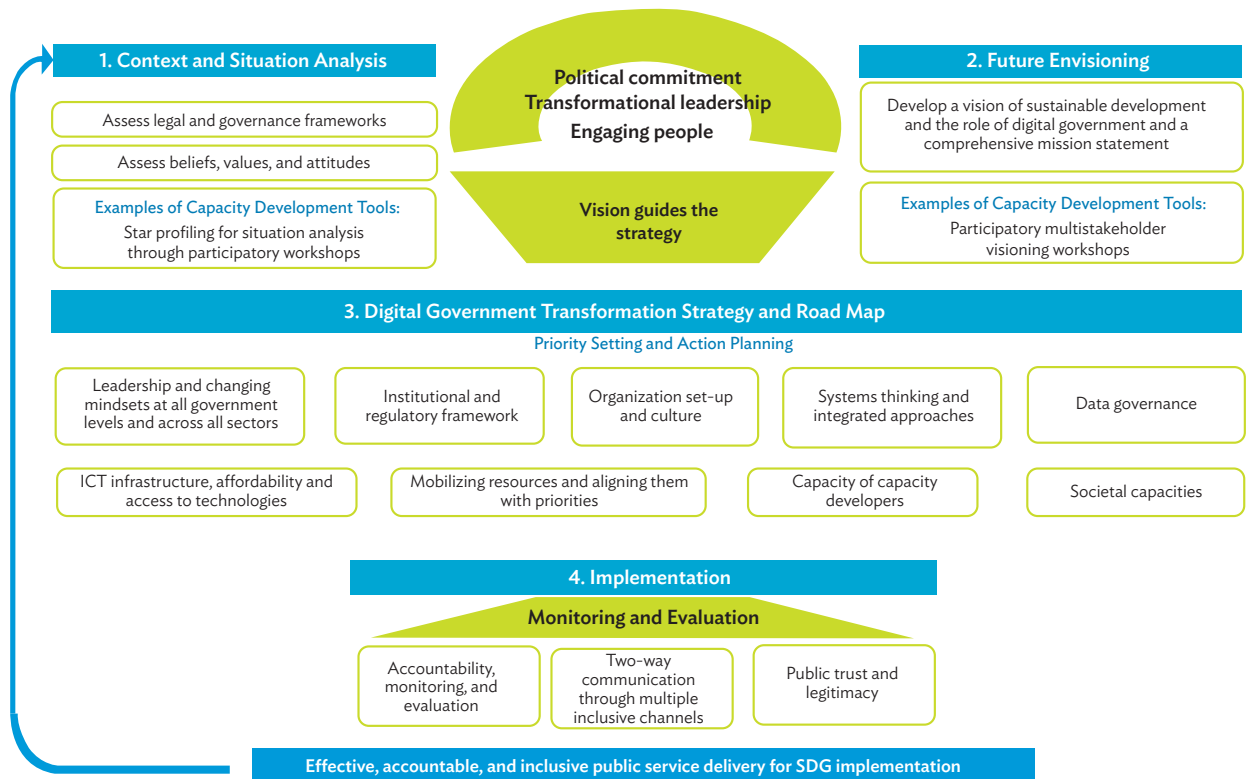 1. Context and Situation Analysis
Assess legal and governance frameworks
Assess beliefs, values, and attitudes
Examples of Capacity Development Tools:
Star profiling for situation analysis
through participatory workshops
Political commitment
Transformational leadership
Engaging people
Vision guides the
strategy
2. Future Envisioning
Develop a vision of sustainable development
and the role of digital government and a
comprehensive mission statement
Examples of Capacity Development Tools:
Participatory multistakeholder
visioning workshops
3. Digital Government Transformation Strategy and Road Map
Priority Setting and Action Planning
Leadership and changing
mindsets at all government
levels and across all sectors
Institutional and
regulatory framework
Organization set-up
and culture
Systems thinking and
integrated approaches
Data governance
ICT infrastructure, affordability and
access to technologies
Mobilizing resources and aligning them
with priorities
Capacity of capacity
developers
Societal capacities
4. Implementation
Monitoring and Evaluation
Accountability,
monitoring, and
evaluation
Two-way
communication
through multiple
inclusive channels
Public trust and
legitimacy
Effective, accountable, and inclusive public service delivery for SDG implementation